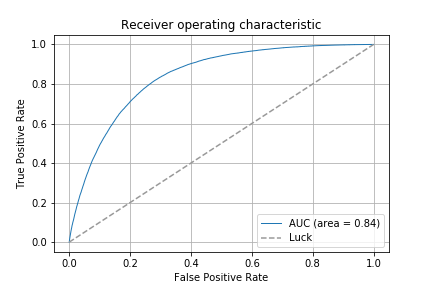 Receiver operating characteristic
1.0
0.8
0.6
0.4
0.2
0.0
True Positive Rate
AUC (area = 0.84)
Luck
0.0 0.2 0.4 0.6 0.8 1.0
False Positive Rate